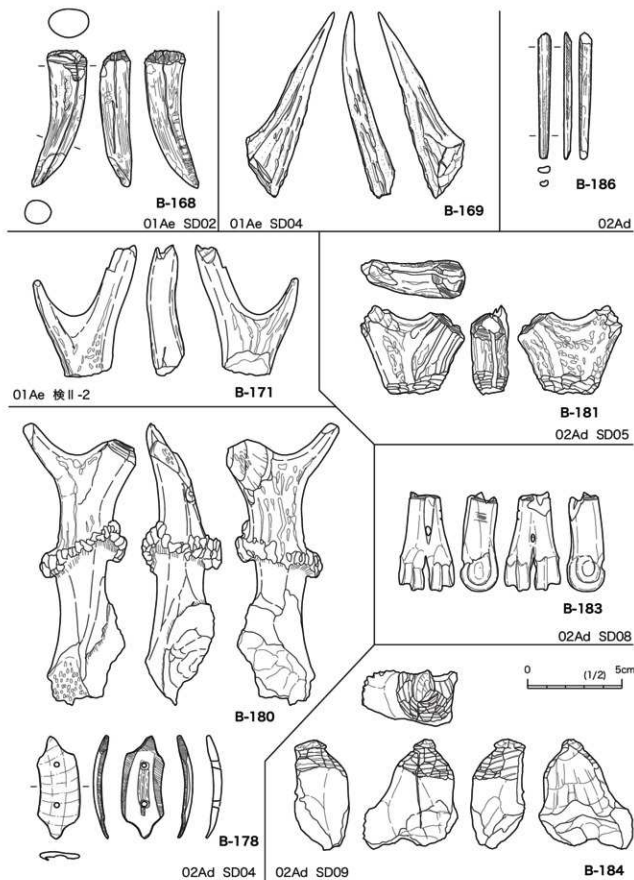 B-168
01Ae SD02
B-169
01Ae SD04
B-186
02Ad
B-171
01Ae 検Ⅱ-2
B-181
02Ad SD05
B-180
B-183
02Ad SD08
0 (1/2) 5cm
B-178
02Ad SD04
B-184
02Ad SD09